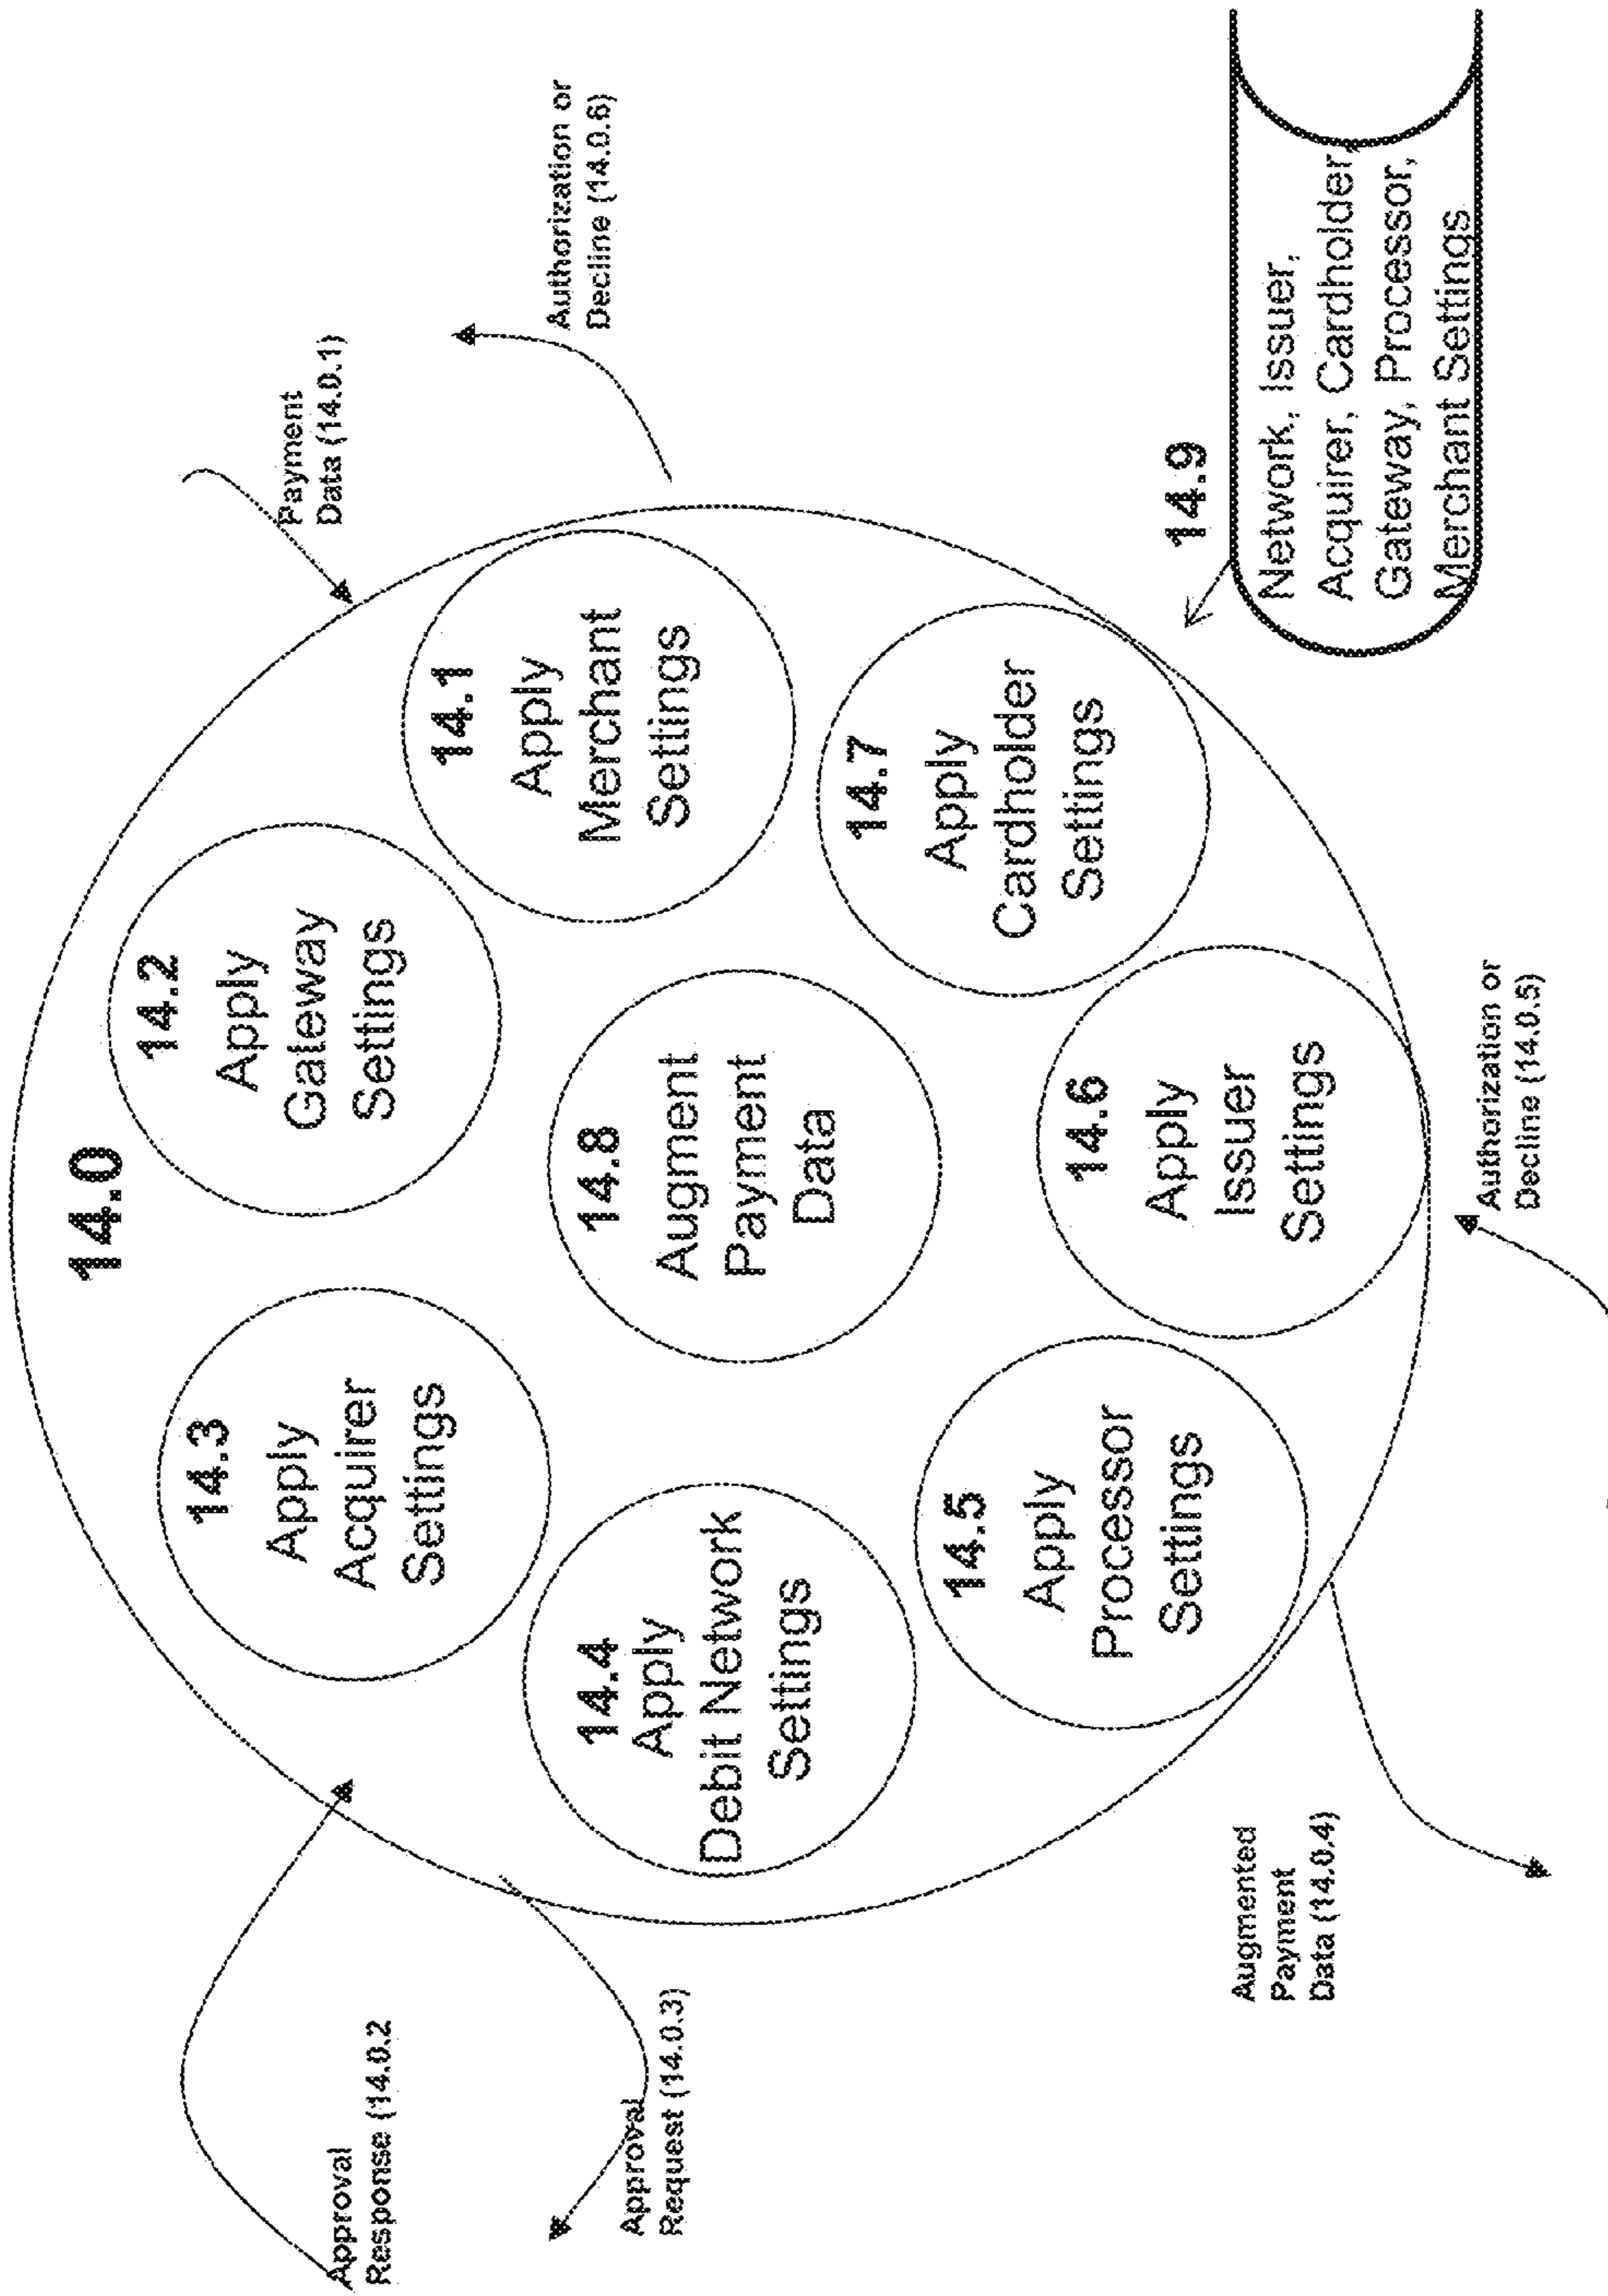 14.0
14.3
Apply
Acquirer
Settings
14.2
Apply
Gateway
Settings
14.4
Apply
Debit Network
Settings
14.8
Augment
Payment
Data
14.1
Apply
Merchant
Settings
14.5
Apply
Processor
Settings
14.6
Apply
Issuer
Settings
14.7
Apply
Cardholder
Settings
Approval
Response (14.0.2
Approval
Request (14.0.3)
Payment
Data (14.0.1)
Authorization or
Decline (14.0.6)
Augmented
Payment
Data (14.0.4)
Authorization or
Decline (14.0.5)
14.9
Network, Issuer,
Acquirer, Cardholder,
Gateway, Processor,
Merchant Settings